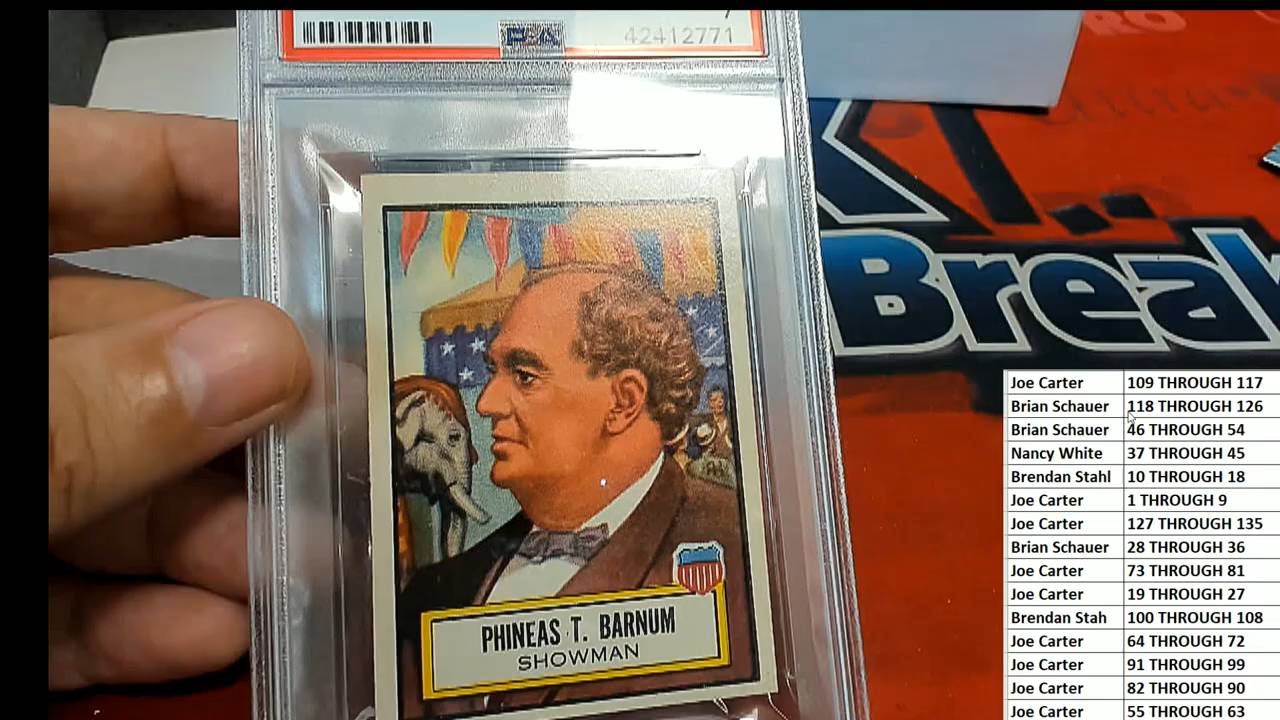 PSA
42412771
PHINEAS T. BARNUM
SHOWMAN
Break
Joe Carter 109 THROUGH 117
Brian Schauer 118 THROUGH 126
Brian Schauer 46 THROUGH 54
Nancy White 37 THROUGH 45
Brendan Stahl 10 THROUGH 18
Joe Carter 1 THROUGH 9
Joe Carter 127 THROUGH 135
Brian Schauer 28 THROUGH 36
Joe Carter 73 THROUGH 81
Joe Carter 19 THROUGH 27
Brendan Stah 100 THROUGH 108
Joe Carter 64 THROUGH 72
Joe Carter 91 THROUGH 99
Joe Carter 82 THROUGH 90
Joe Carter 55 THROUGH 63